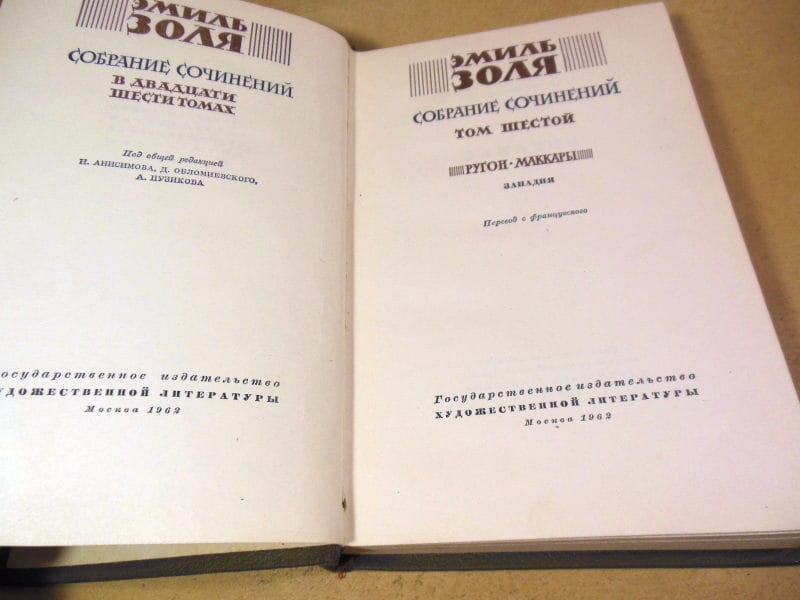 ЭМИЛЬ
ЗОЛЯ
СОБРАНИЕ СОЧИНЕНИЙ
В ДВАДЦАТИ
ШЕСТИ ТОМАХ
Под общей редакцией
И. АНИСИМОВА, Д. ОБЛОМИЕВСКОГО,
А. ПУЗИКОВА
осударственное издательство
УДОЖЕСТВЕННОЙ ЛИТЕРАТУРЫ
Москва 1962
ЭМИЛЬ
ЗОЛЯ
СОБРАНИЕ СОЧИНЕНИЙ
ТОМ ШЕСТОЙ
РУГОН-МАККАРЫ
ЗАПАДНЯ
Перевод с французского
Государственное издательство
ХУДОЖЕСТВЕННОЙ ЛИТЕРАТУРЫ
Москва 1962